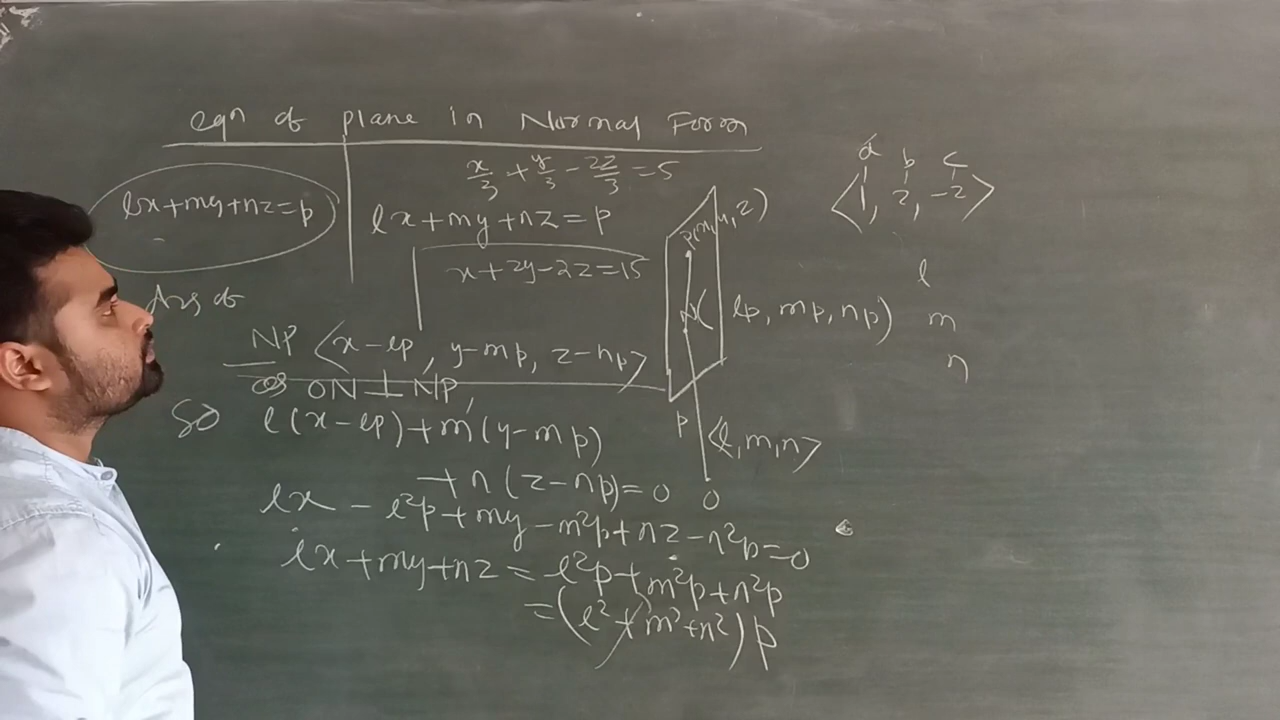 eqn of plane in Normal Form
lx+my+nz=p
x/3 + y/3 - 2z/3 = 5
lx+my+nz=p
x+2y-2z=15
a b c
<1, 2, -2>
P(x,y,z)
N(lp, mp, np)
l
m
n
NP <x-lp, y-mp, z-np>
as ON ⊥ NP,
So l(x-lp)+m(y-mp)
+n(z-np)=0
p <l,m,n>
O
lx - l²p+my-m²p+nz-n²p=0
lx+my+nz = l²p+m²p+n²p
=(l²+m²+n²)p